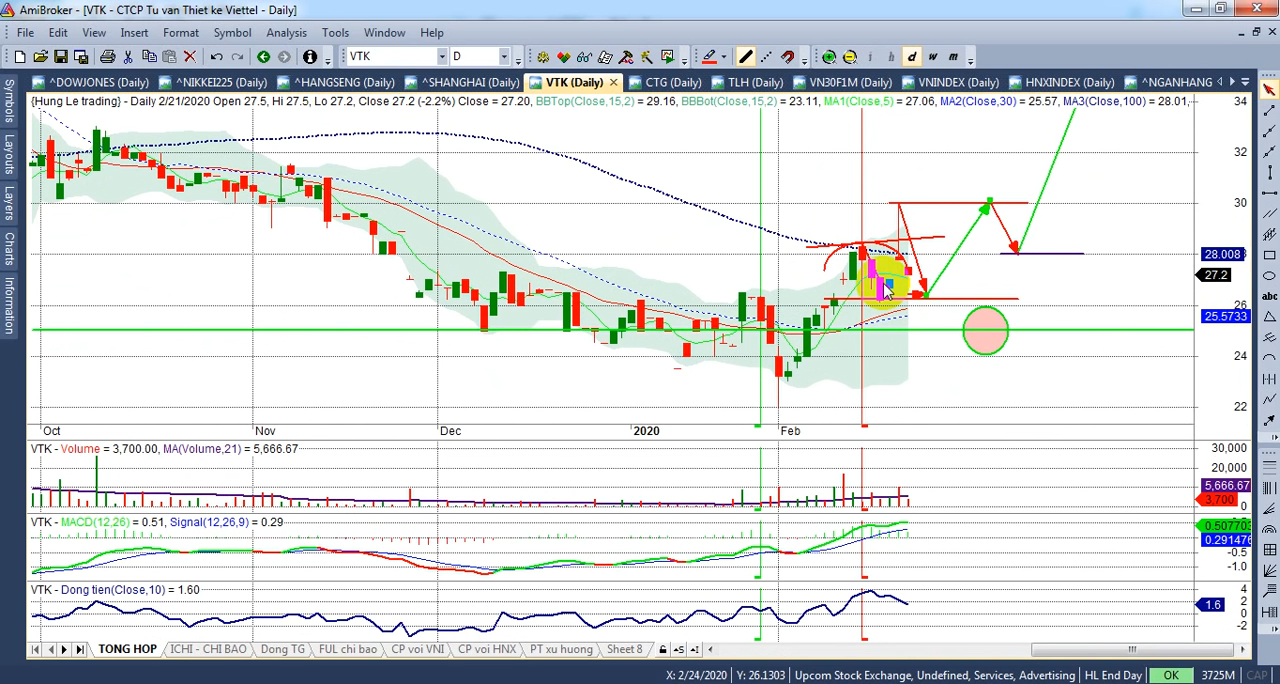 AmiBroker - [VTK - CTCP Tu van Thiet ke Viettel - Daily]
File Edit View Insert Format Symbol Analysis Tools Window Help
VTK D i h d w m
^DOWJONES (Daily) ^NIKKEI225 (Daily) ^HANGSENG (Daily) ^SHANGHAI (Daily) VTK (Daily) CTG (Daily) TLH (Daily) VN30F1M (Daily) VNINDEX (Daily) HNXINDEX (Daily) ^NGANHANG
Symbols
Layouts
Layers
Charts
Information
{Hung Le trading} - Daily 2/21/2020 Open 27.5, Hi 27.5, Lo 27.2, Close 27.2 (-2.2%) Close = 27.20, BBTop(Close,15,2) = 29.16, BBBot(Close,15,2) = 23.11, MA1(Close,5) = 27.06, MA2(Close,30) = 25.57, MA3(Close,100) = 28.01,
34
32
30
28.008
27.2
26
25.5733
24
22
Oct Nov Dec 2020 Feb
VTK - Volume = 3,700.00, MA(Volume,21) = 5,666.67
30,000
20,000
5,666.67
3,700
0
VTK - MACD(12,26) = 0.51, Signal(12,26,9) = 0.29
0.507703
0.291476
-0.5
-1.0
VTK - Dong tien(Close,10) = 1.60
4
2
1.6
0
-2
TONG HOP ICHI - CHI BAO Dong TG FUL chi bao CP voi VNI CP voi HNX PT xu huong Sheet 8
X: 2/24/2020 Y: 26.1303 Upcom Stock Exchange, Undefined, Services, Advertising HL End Day OK 3725M CAP
abc